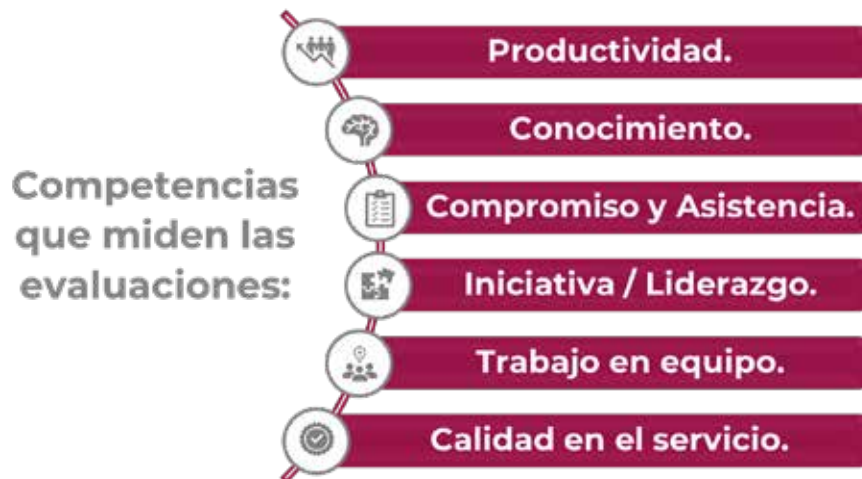 Competencias
que miden las
evaluaciones:
Productividad.
Conocimiento.
Compromiso y Asistencia.
Iniciativa / Liderazgo.
Trabajo en equipo.
Calidad en el servicio.